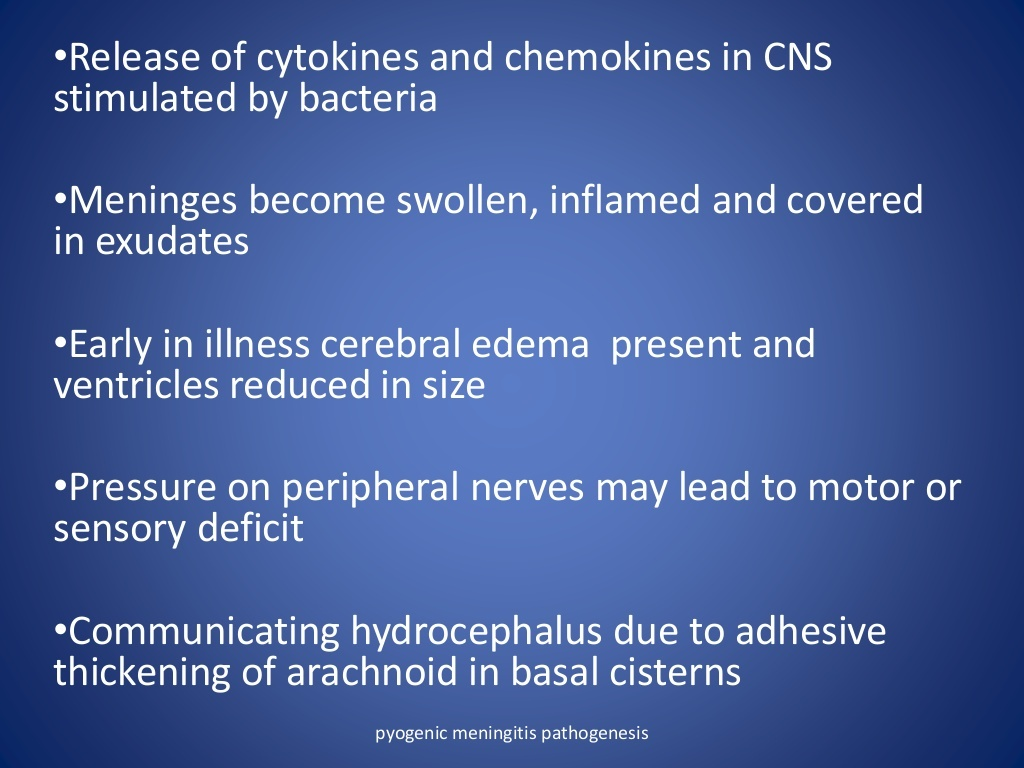 •Release of cytokines and chemokines in CNS
stimulated by bacteria
•Meninges become swollen, inflamed and covered
in exudates
•Early in illness cerebral edema  present and
ventricles reduced in size
•Pressure on peripheral nerves may lead to motor or
sensory deficit
•Communicating hydrocephalus due to adhesive
thickening of arachnoid in basal cisterns
pyogenic meningitis pathogenesis